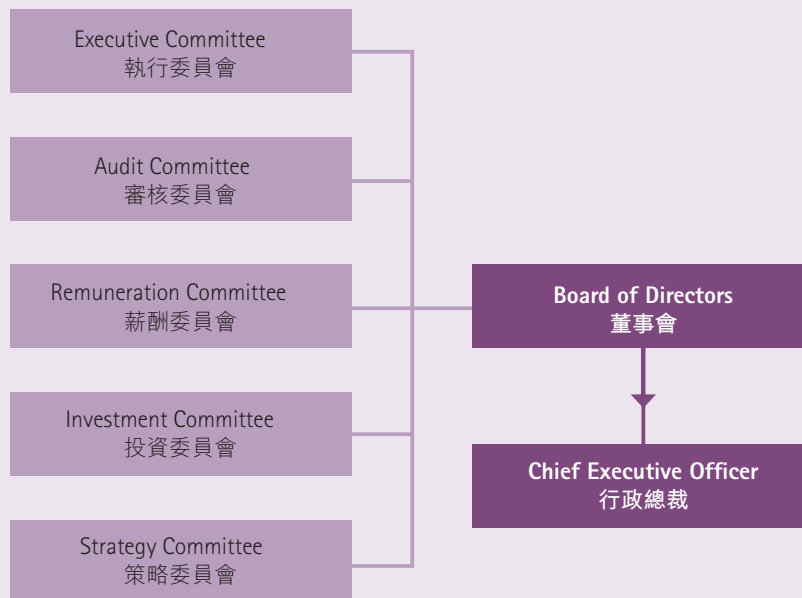 Executive Committee
執行委員會
Audit Committee
審核委員會
Remuneration Committee
薪酬委員會
Investment Committee
投資委員會
Strategy Committee
策略委員會
Board of Directors
董事會
Chief Executive Officer
行政總裁